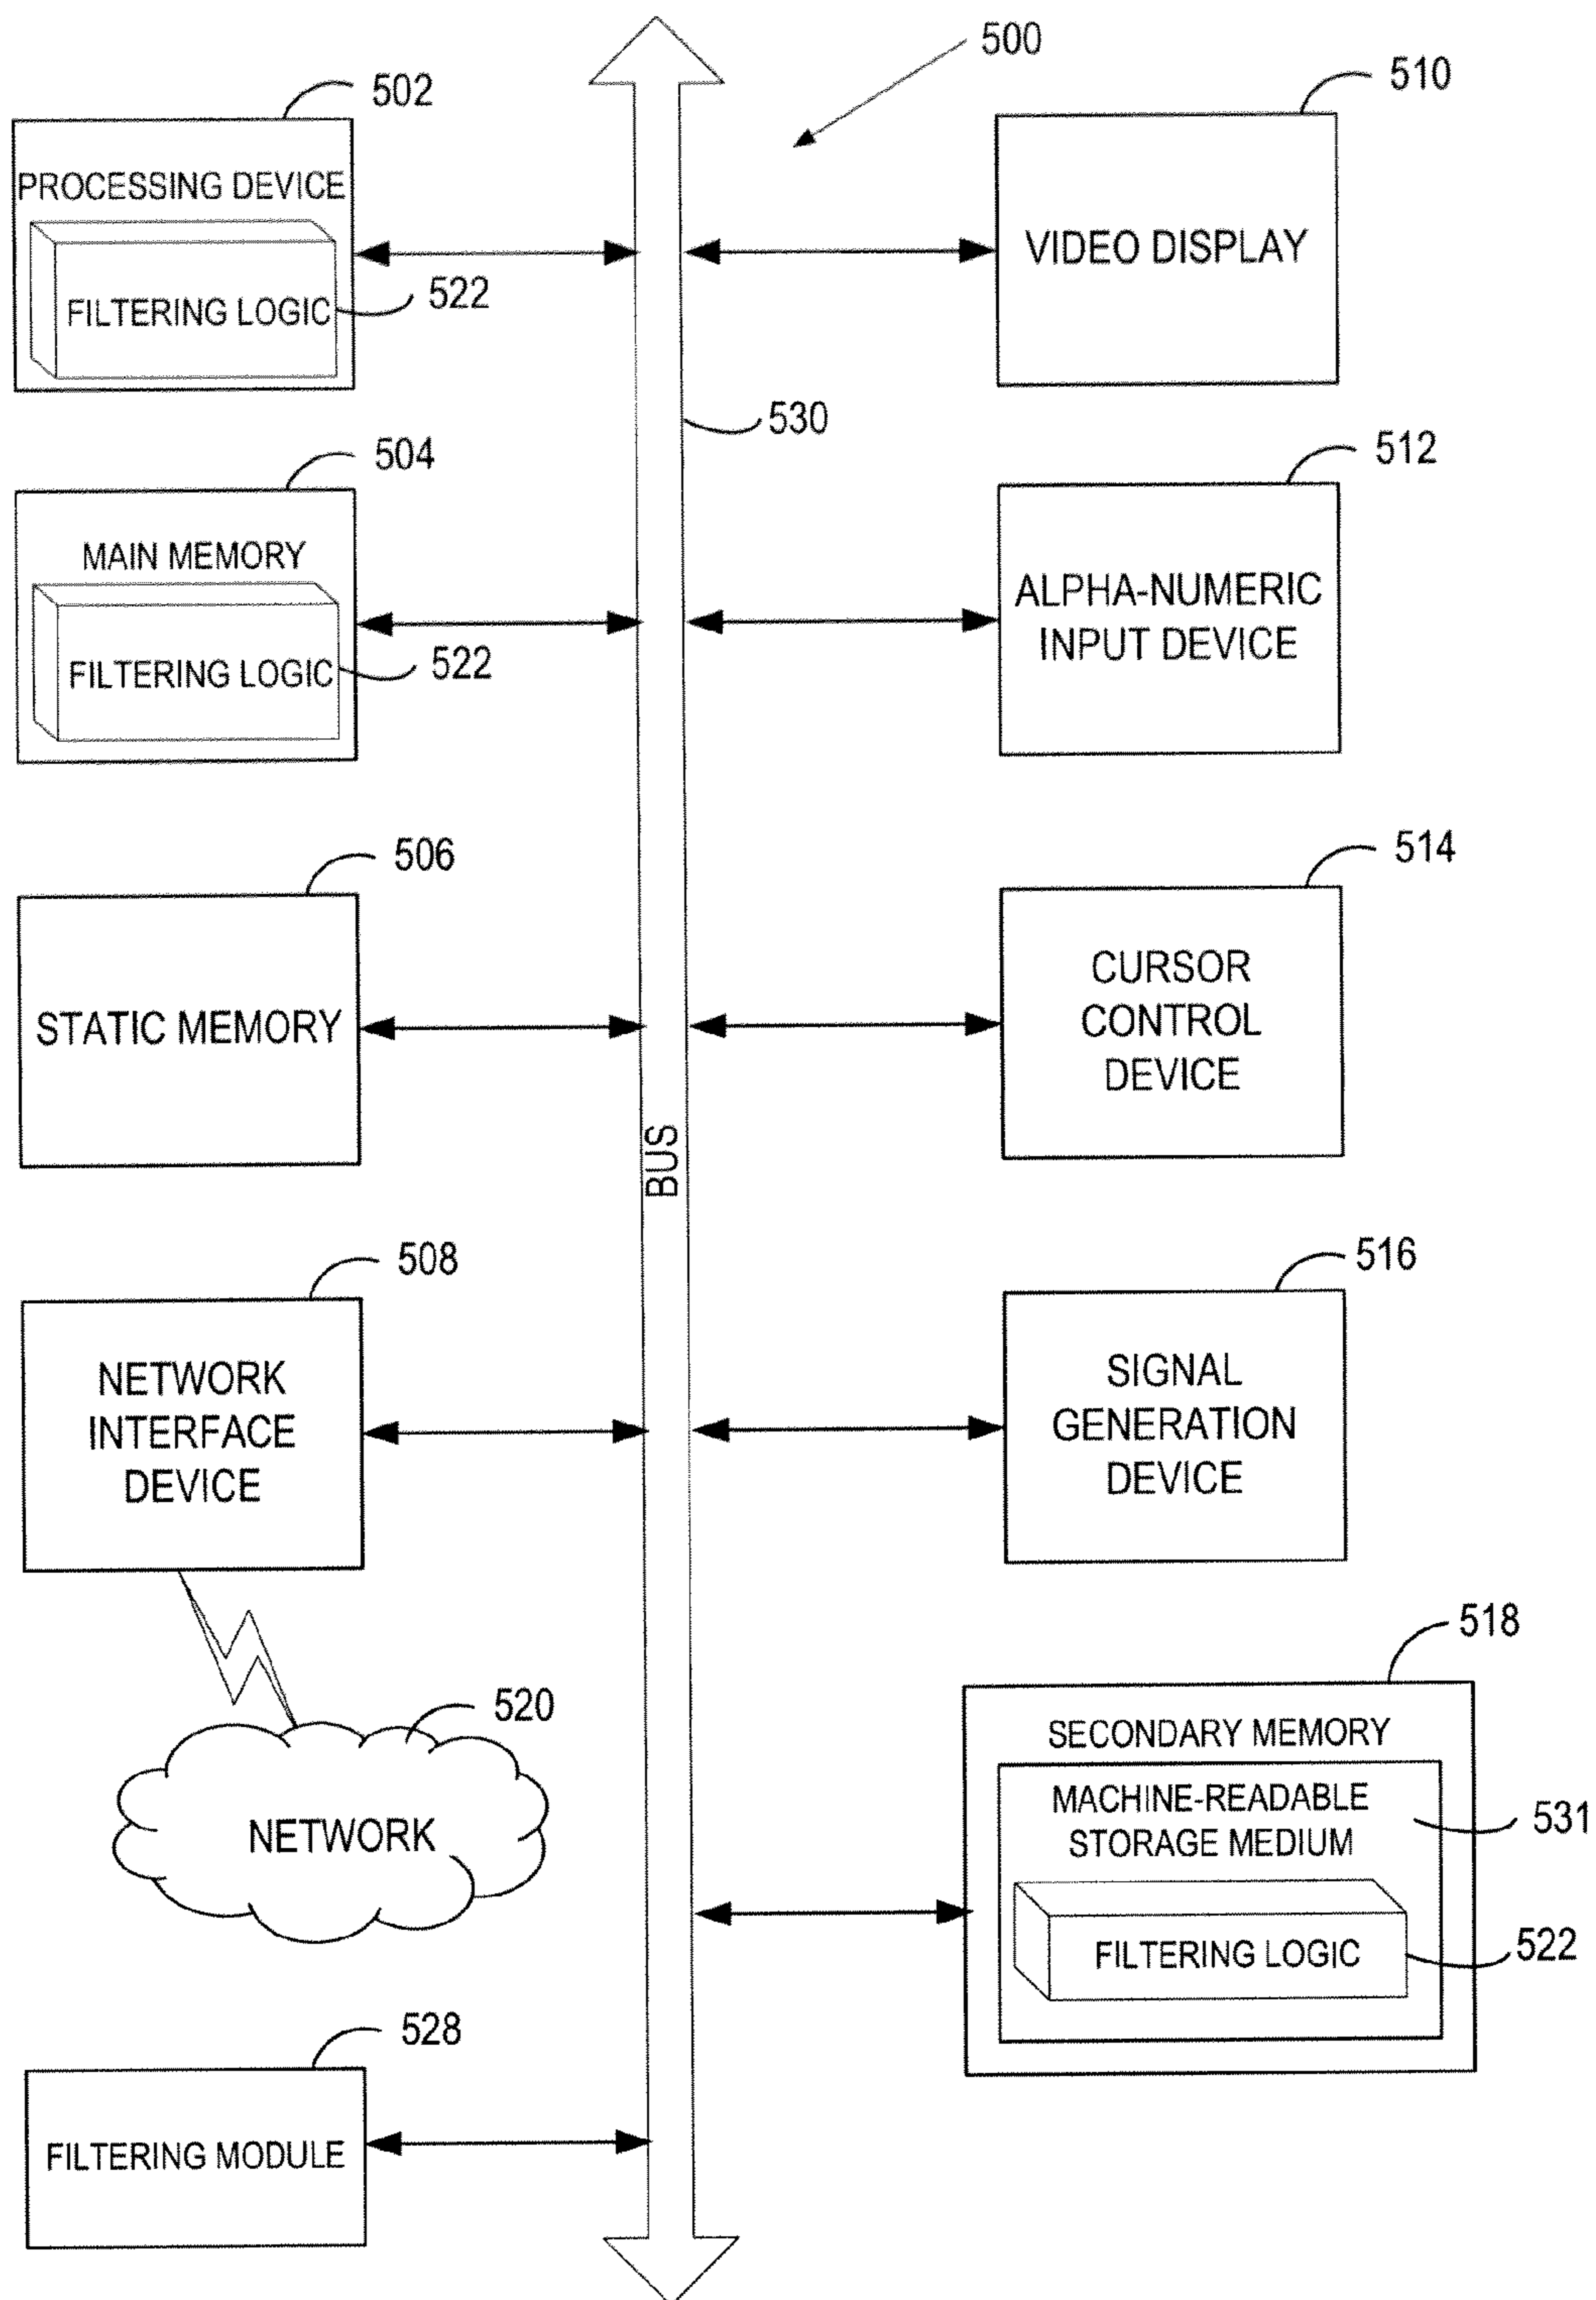 500
502
PROCESSING DEVICE
FILTERING LOGIC
522
510
VIDEO DISPLAY
530
504
MAIN MEMORY
FILTERING LOGIC
522
512
ALPHA-NUMERIC
INPUT DEVICE
506
STATIC MEMORY
514
CURSOR
CONTROL
DEVICE
BUS
508
NETWORK
INTERFACE
DEVICE
516
SIGNAL
GENERATION
DEVICE
520
NETWORK
518
SECONDARY MEMORY
MACHINE-READABLE
STORAGE MEDIUM
531
FILTERING LOGIC
522
528
FILTERING MODULE